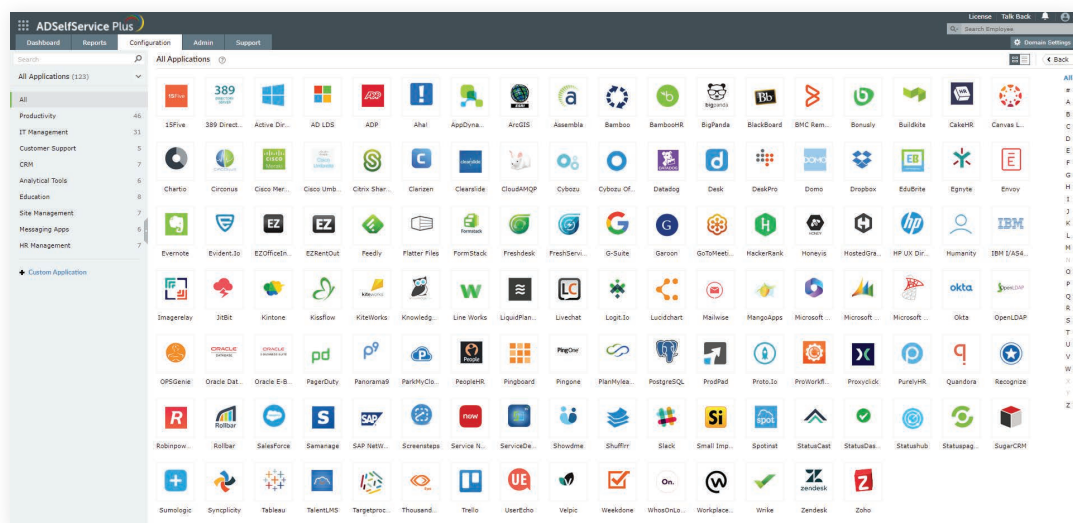 License Talk Back
ADSelfService Plus
Search Employee
Dashboard Reports Configuration Admin Support
Domain Settings
Search
All Applications
Back
All Applications (123)
All
Productivity 46
IT Management 31
Customer Support 5
CRM 7
Analytical Tools 6
Education 8
Site Management 7
Messaging Apps 6
HR Management 7
Custom Application
15Five 389 Direct... Active Dir... AD LDS ADP Aha! AppDyna... ArcGIS Assembla Bamboo BambooHR BigPanda BlackBoard BMC Rem... Bonusly Buildkite CakeHR Canvas L...
Chartio Circonus Cisco Mer... Cisco Umb... Citrix Shar... Clarizen Clearslide CloudAMQP Cybozu Cybozu Of... Datadog Desk DeskPro Domo Dropbox EduBrite Egnyte Envoy
Evernote Evident.Io EZOfficeIn... EZRentOut Feedly Flatter Files FormStack Freshdesk FreshServi... G-Suite Garoon GoToMeeti... HackerRank Honeyis HostedGra... HP UX Dir... Humanity IBM I/AS4...
Imagerelay JitBit Kintone Kissflow KiteWorks Knowledg... Line Works LiquidPlan... Livechat Logit.Io Lucidchart Mailwise MangoApps Microsoft ... Microsoft ... Microsoft ... Okta OpenLDAP
OPSGenie Oracle Dat... Oracle E-B... PagerDuty Panorama9 ParkMyClo... PeopleHR Pingboard Pingone PlanMylea... PostgreSQL ProdPad Proto.Io ProWorkfl... Proxyclick PurelyHR Quandora Recognize
Robinpow... Rollbar SalesForce Samanage SAP NetW... Screensteps Service N... ServiceDe... Showdme Shufflrr Slack Small Imp... Spotinst StatusCast StatusDas... Statushub Statuspag... SugarCRM
Sumologic Syncplicity Tableau TalentLMS Targetproc... Thousand... Trello UserEcho Velpic Weekdone WhosOnLo... Workplace... Wrike Zendesk Zoho
All
#
A
B
C
D
E
F
G
H
I
J
K
L
M
N
O
P
Q
R
S
T
U
V
W
X
Y
Z